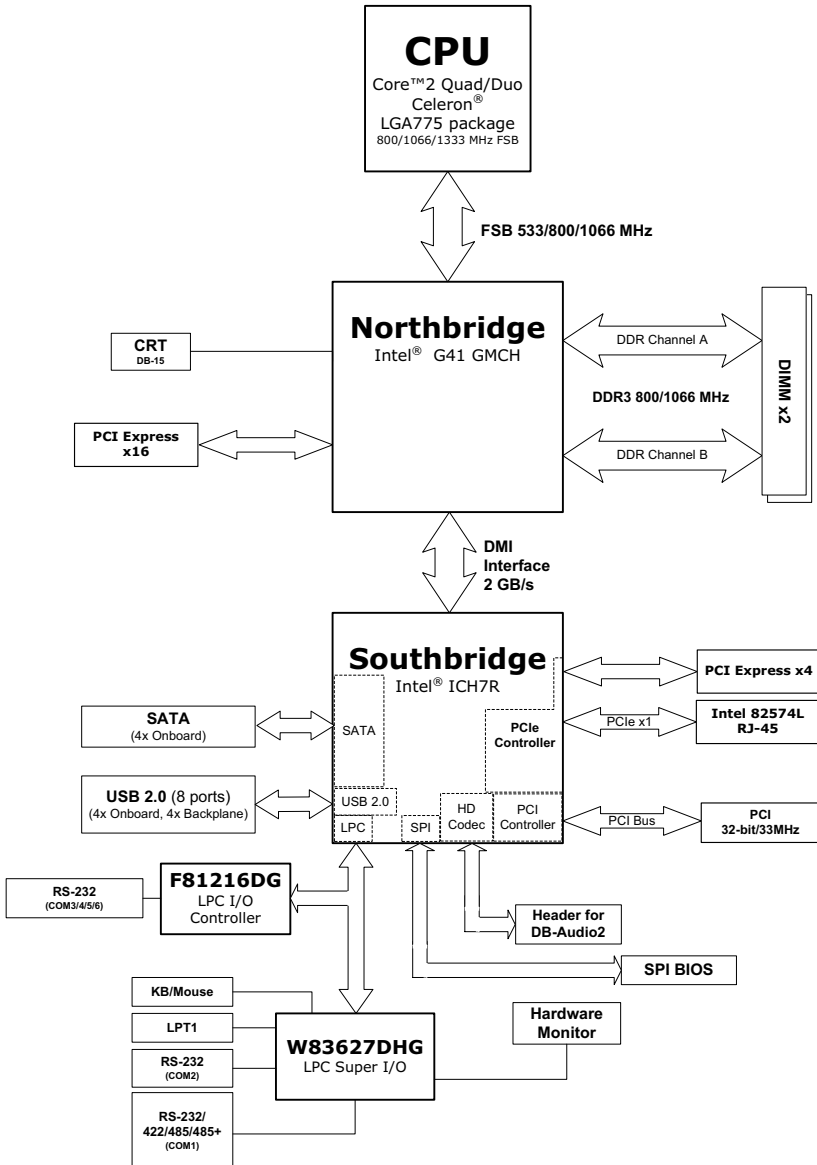 CPU
Core™2 Quad/Duo
Celeron®
LGA775 package
800/1066/1333 MHz FSB
FSB 533/800/1066 MHz
Northbridge
Intel® G41 GMCH
CRT
DB-15
PCI Express
x16
DDR Channel A
DDR3 800/1066 MHz
DDR Channel B
DIMM x2
DMI
Interface
2 GB/s
Southbridge
Intel® ICH7R
SATA
PCIe
Controller
USB 2.0
LPC
SPI
HD
Codec
PCI
Controller
SATA
(4x Onboard)
USB 2.0 (8 ports)
(4x Onboard, 4x Backplane)
PCI Express x4
PCIe x1
Intel 82574L
RJ-45
PCI Bus
PCI
32-bit/33MHz
RS-232
(COM3/4/5/6)
F81216DG
LPC I/O
Controller
Header for
DB-Audio2
SPI BIOS
KB/Mouse
LPT1
RS-232
(COM2)
RS-232/
422/485/485+
(COM1)
W83627DHG
LPC Super I/O
Hardware
Monitor